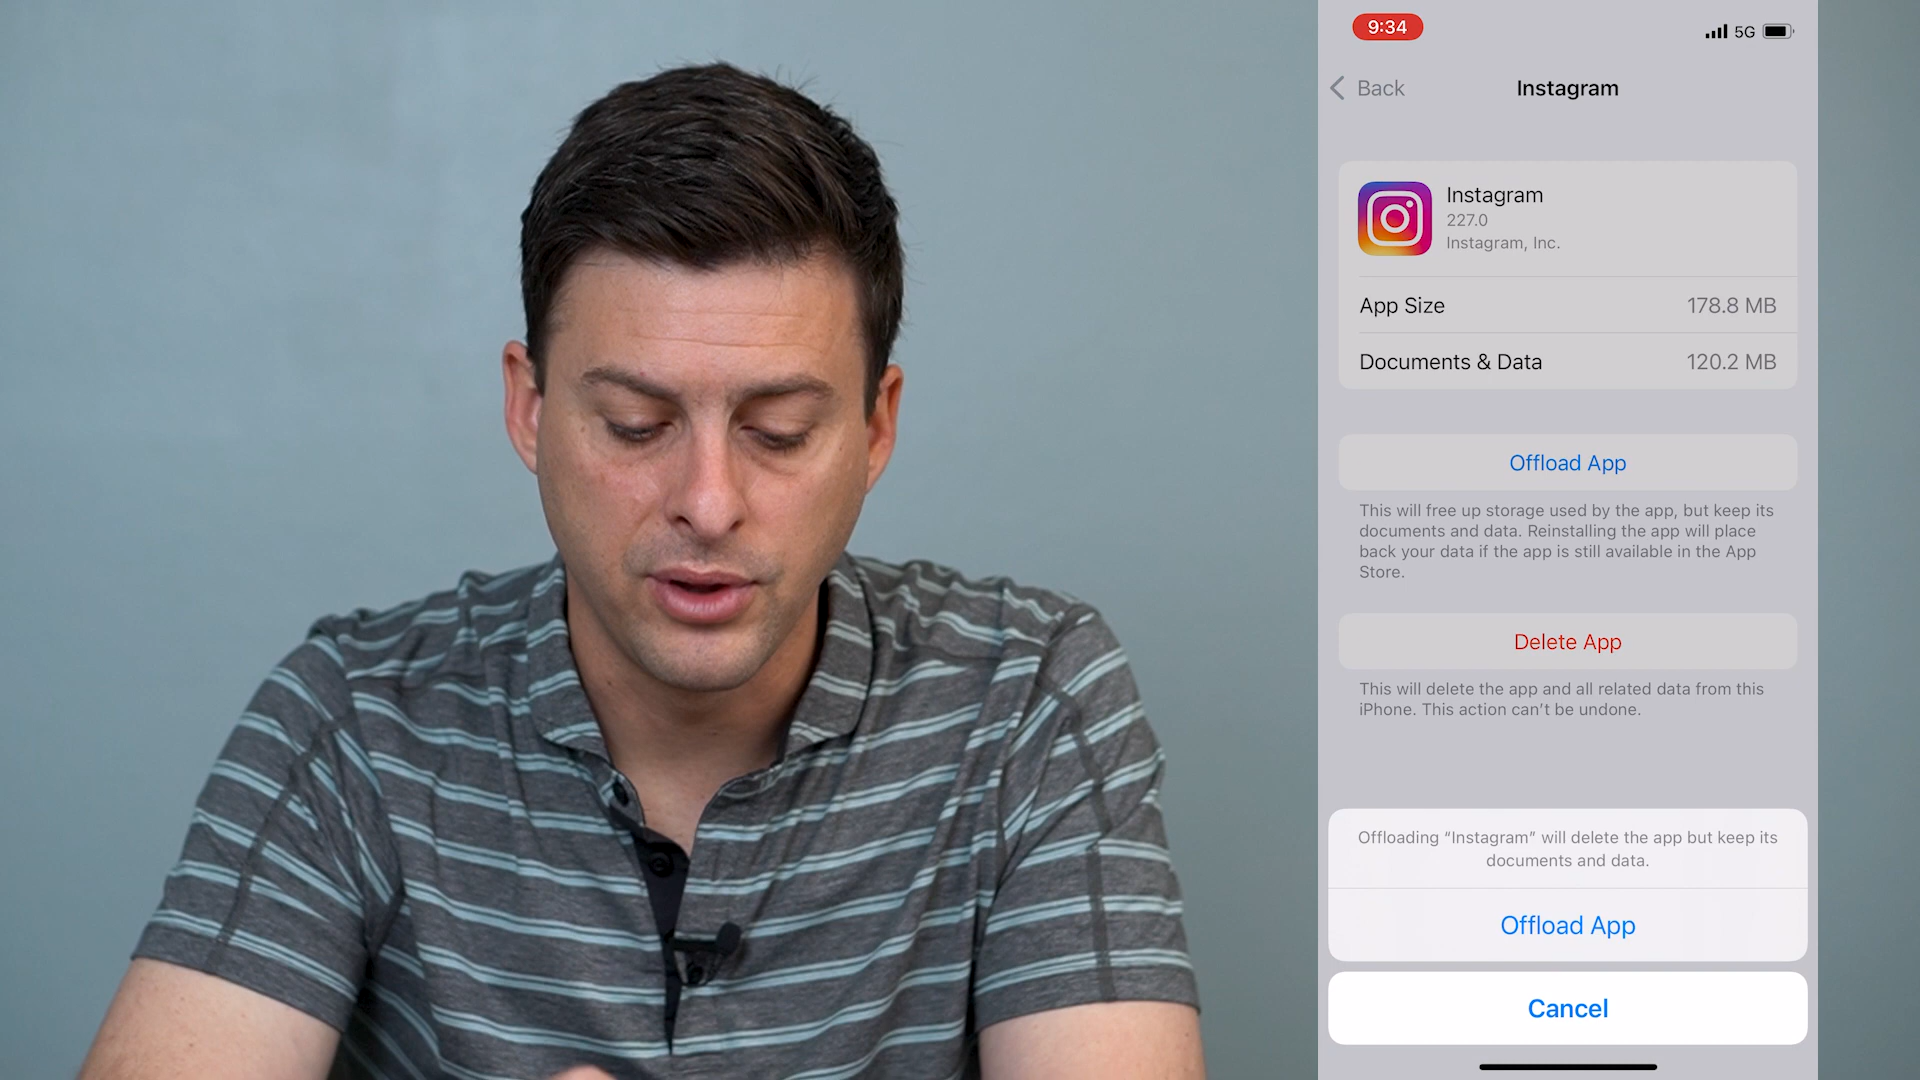 9:34
5G
Back
Instagram
Instagram
227.0
Instagram, Inc.
App Size
178.8 MB
Documents & Data
120.2 MB
Offload App
This will free up storage used by the app, but keep its
documents and data. Reinstalling the app will place
back your data if the app is still available in the App
Store.
Delete App
This will delete the app and all related data from this
iPhone. This action can’t be undone.
Offloading “Instagram” will delete the app but keep its
documents and data.
Offload App
Cancel